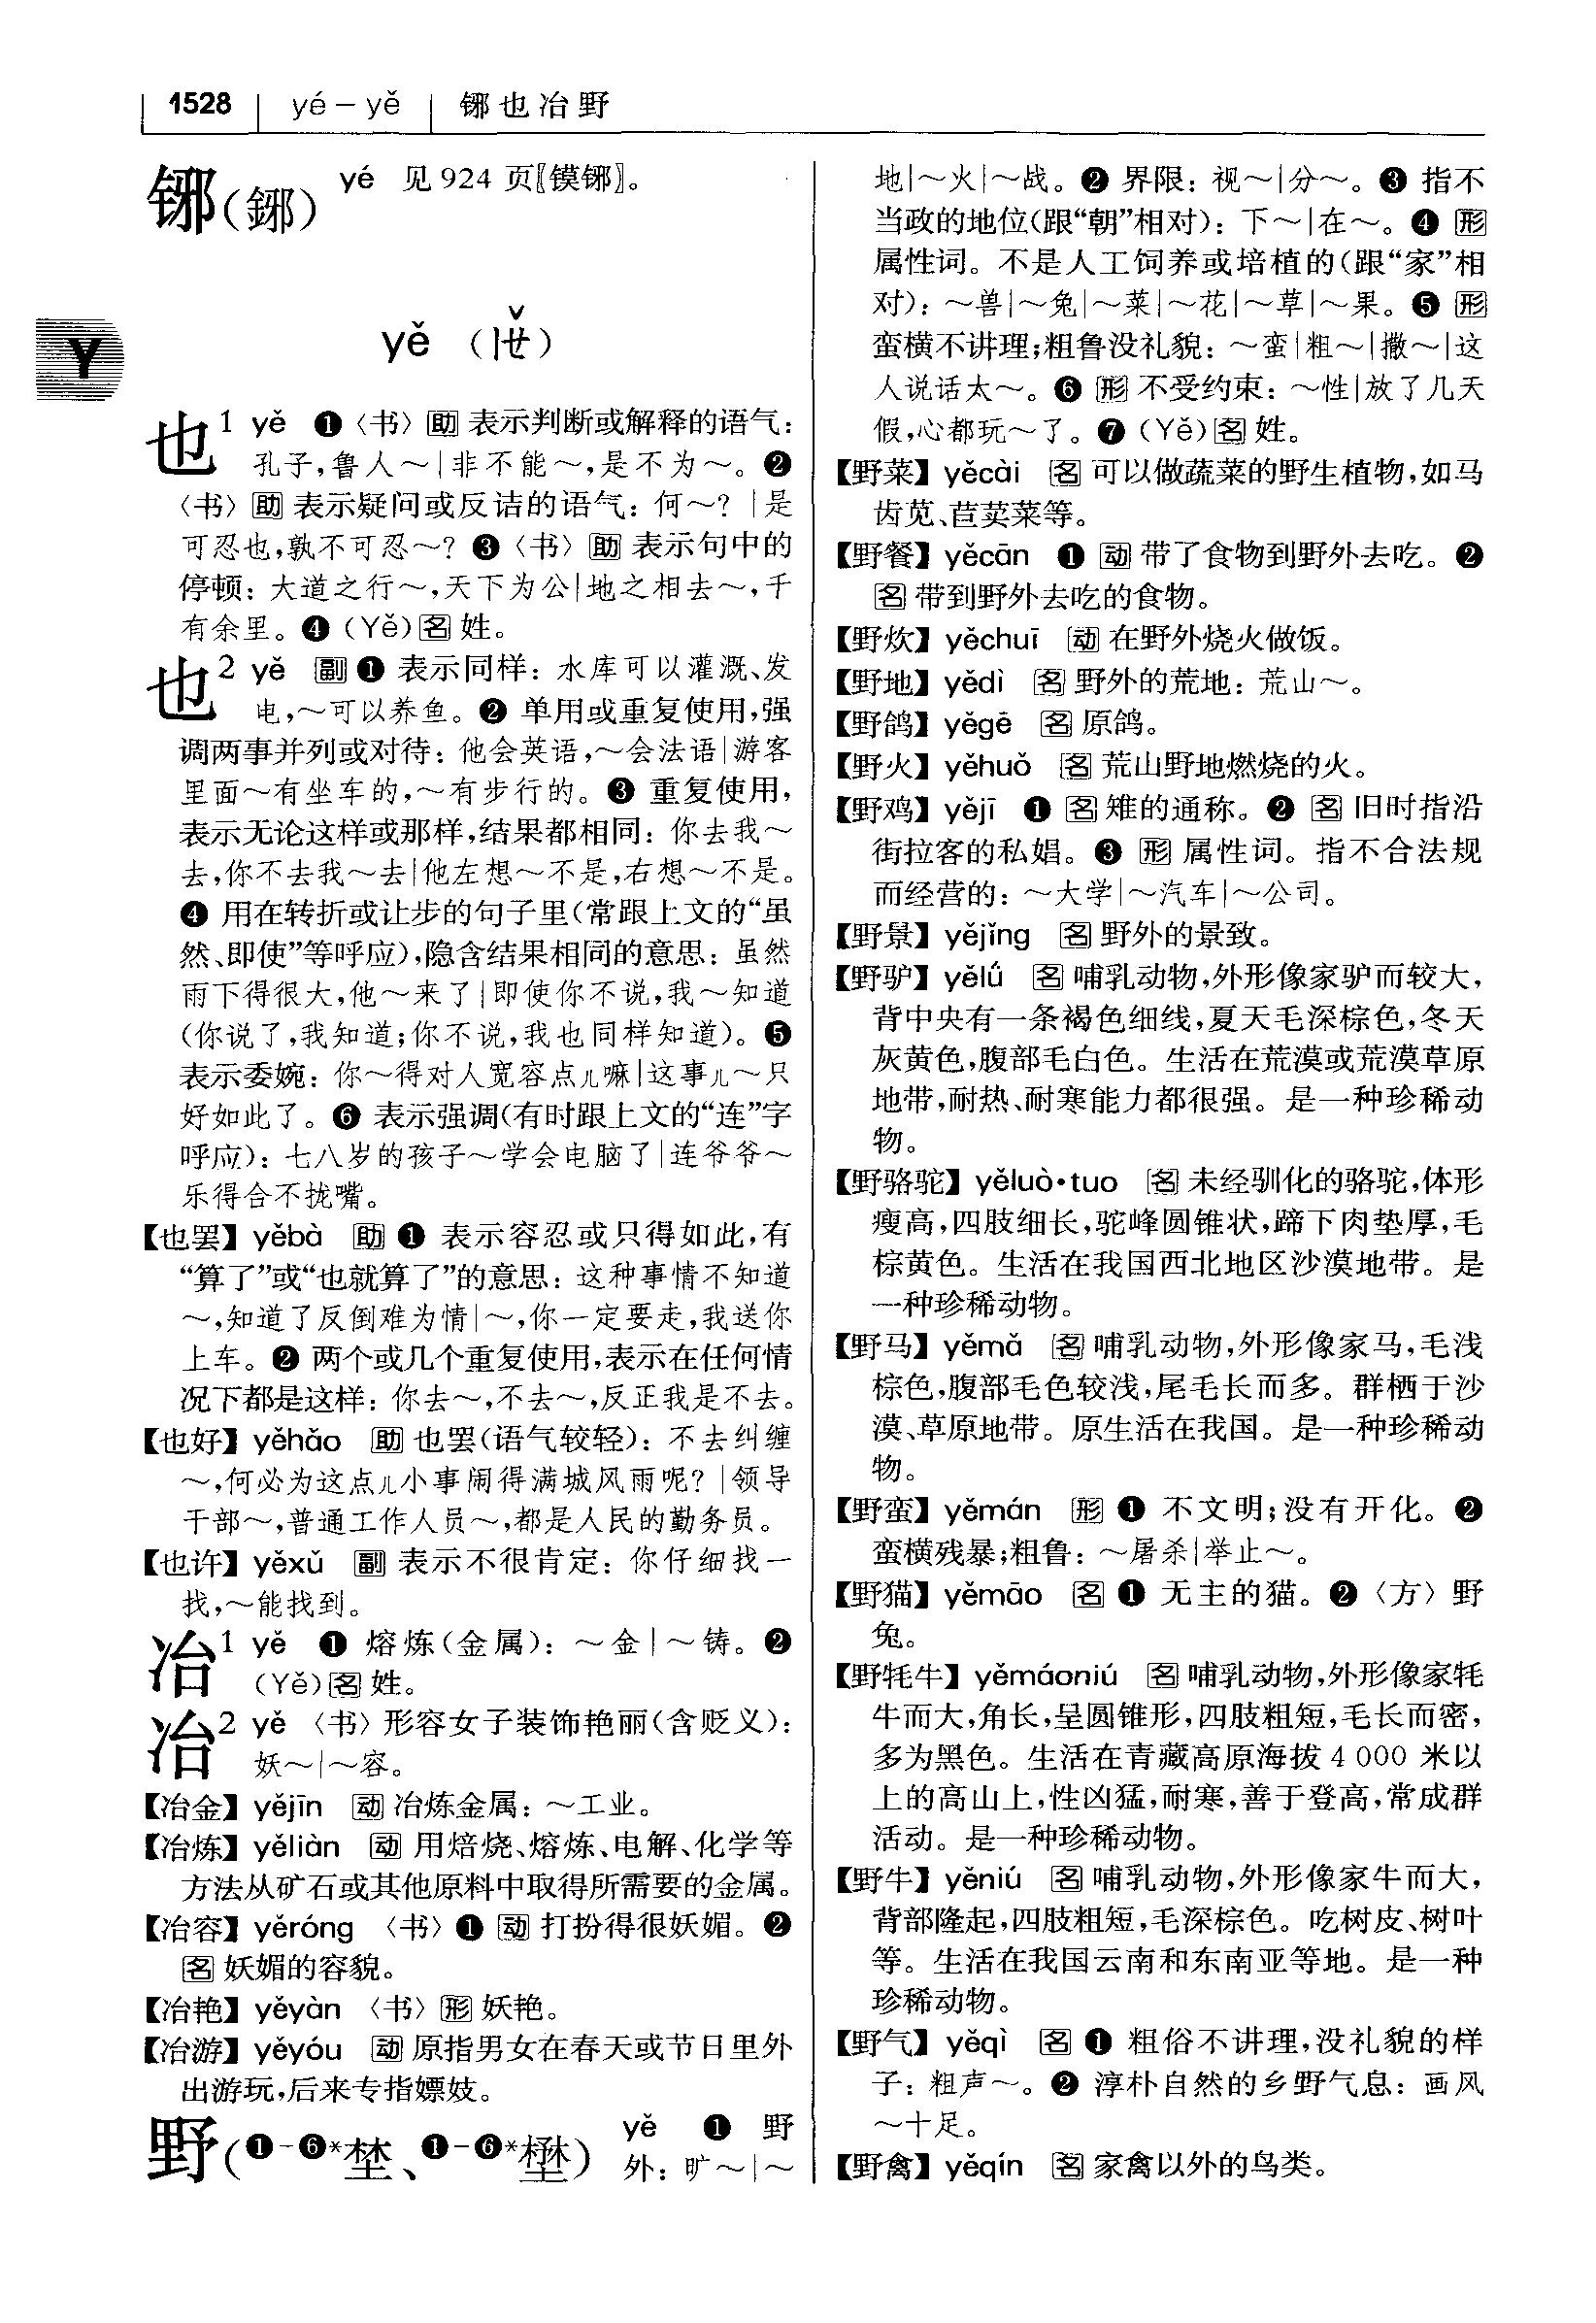 1528 yé－yě 铘也冶野
铘(鋣) yé 见924页〖镆铘〗。
yě (ㄧㄝˇ)
Y
也1 yě ❶〈书〉助 表示判断或解释的语气：
孔子，鲁人～|非不能～，是不为～。❷
〈书〉助 表示疑问或反诘的语气：何～？|是
可忍也，孰不可忍～？❸〈书〉助 表示句中的
停顿：大道之行～，天下为公|地之相去～，千
有余里。❹（Yě）名 姓。
也2 yě 副 ❶ 表示同样：水库可以灌溉、发
电，～可以养鱼。❷ 单用或重复使用，强
调两事并列或对待：他会英语，～会法语|游客
里面～有坐车的，～有步行的。❸ 重复使用，
表示无论这样或那样，结果都相同：你去我～
去，你不去我～去|他左想～不是，右想～不是。
❹ 用在转折或让步的句子里（常跟上文的“虽
然、即使”等呼应），隐含结果相同的意思：虽然
雨下得很大，他～来了|即使你不说，我～知道
（你说了，我知道；你不说，我也同样知道）。❺
表示委婉：你～得对人宽容点儿嘛|这事儿～只
好如此了。❻ 表示强调（有时跟上文的“连”字
呼应）：七八岁的孩子～学会电脑了|连爷爷～
乐得合不拢嘴。
【也罢】yěbà 助 ❶ 表示容忍或只得如此，有
“算了”或“也就算了”的意思：这种事情不知道
～，知道了反倒难为情|～，你一定要走，我送你
上车。❷ 两个或几个重复使用，表示在任何情
况下都是这样：你去～，不去～，反正我是不去。
【也好】yěhǎo 助 也罢（语气较轻）：不去纠缠
～，何必为这点儿小事闹得满城风雨呢？|领导
干部～，普通工作人员～，都是人民的勤务员。
【也许】yěxǔ 副 表示不很肯定：你仔细找一
找，～能找到。
冶1 yě ❶ 熔炼（金属）：～金|～铸。❷
（Yě）名 姓。
冶2 yě〈书〉形容女子装饰艳丽（含贬义）：
妖～|～容。
【冶金】yějīn 动 冶炼金属：～工业。
【冶炼】yěliàn 动 用焙烧、熔炼、电解、化学等
方法从矿石或其他原料中取得所需要的金属。
【冶容】yěróng〈书〉❶ 动 打扮得很妖媚。❷
名 妖媚的容貌。
【冶艳】yěyàn〈书〉形 妖艳。
【冶游】yěyóu 动 原指男女在春天或节日里外
出游玩，后来专指嫖妓。
野(❶-❻*埜、❶-❻*壄) yě ❶ 野
外：旷～|～
地|～火|～战。❷ 界限：视～|分～。❸ 指不
当政的地位（跟“朝”相对）：下～|在～。❹ 形
属性词。不是人工饲养或培植的（跟“家”相
对）：～兽|～兔|～菜|～花|～草|～果。❺ 形
蛮横不讲理；粗鲁没礼貌：～蛮|粗～|撒～|这
人说话太～。❻ 形 不受约束：～性|放了几天
假，心都玩～了。❼（Yě）名 姓。
【野菜】yěcài 名 可以做蔬菜的野生植物，如马
齿苋、苣荬菜等。
【野餐】yěcān ❶ 动 带了食物到野外去吃。❷
名 带到野外去吃的食物。
【野炊】yěchuī 动 在野外烧火做饭。
【野地】yědì 名 野外的荒地：荒山～。
【野鸽】yěgē 名 原鸽。
【野火】yěhuǒ 名 荒山野地燃烧的火。
【野鸡】yějī ❶ 名 雉的通称。❷ 名 旧时指沿
街拉客的私娼。❸ 形 属性词。指不合法规
而经营的：～大学|～汽车|～公司。
【野景】yějǐng 名 野外的景致。
【野驴】yělǘ 名 哺乳动物，外形像家驴而较大，
背中央有一条褐色细线，夏天毛深棕色，冬天
灰黄色，腹部毛白色。生活在荒漠或荒漠草原
地带，耐热、耐寒能力都很强。是一种珍稀动
物。
【野骆驼】yěluò·tuo 名 未经驯化的骆驼，体形
瘦高，四肢细长，驼峰圆锥状，蹄下肉垫厚，毛
棕黄色。生活在我国西北地区沙漠地带。是
一种珍稀动物。
【野马】yěmǎ 名 哺乳动物，外形像家马，毛浅
棕色，腹部毛色较浅，尾毛长而多。群栖于沙
漠、草原地带。原生活在我国。是一种珍稀动
物。
【野蛮】yěmán 形 ❶ 不文明；没有开化。❷
蛮横残暴；粗鲁：～屠杀|举止～。
【野猫】yěmāo 名 ❶ 无主的猫。❷〈方〉野
兔。
【野牦牛】yěmáoniú 名 哺乳动物，外形像家牦
牛而大，角长，呈圆锥形，四肢粗短，毛长而密，
多为黑色。生活在青藏高原海拔4 000米以
上的高山上，性凶猛，耐寒，善于登高，常成群
活动。是一种珍稀动物。
【野牛】yěniú 名 哺乳动物，外形像家牛而大，
背部隆起，四肢粗短，毛深棕色。吃树皮、树叶
等。生活在我国云南和东南亚等地。是一种
珍稀动物。
【野气】yěqì 名 ❶ 粗俗不讲理，没礼貌的样
子：粗声～。❷ 淳朴自然的乡野气息：画风
～十足。
【野禽】yěqín 名 家禽以外的鸟类。